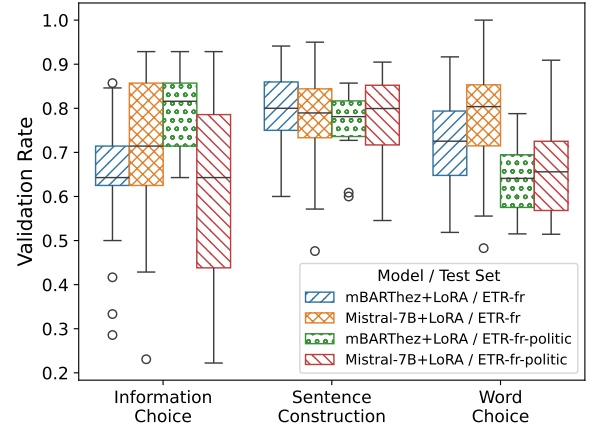 1.0
0.9
0.8
0.7
0.6
0.5
0.4
0.3
0.2
Validation Rate
Model / Test Set
mBARThez+LoRA / ETR-fr
Mistral-7B+LoRA / ETR-fr
mBARThez+LoRA / ETR-fr-politic
Mistral-7B+LoRA / ETR-fr-politic
Information
Choice
Sentence
Construction
Word
Choice